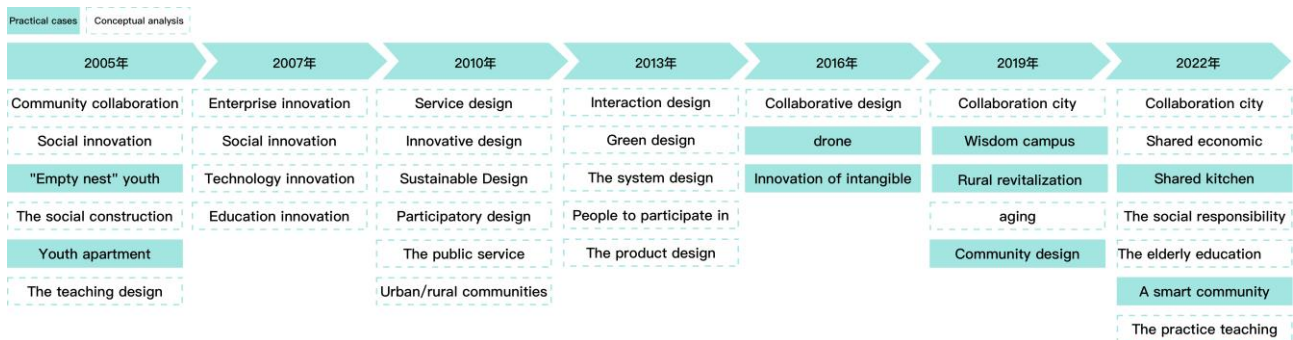 Practical cases
Conceptual analysis
2005年
2007年
2010年
2013年
2016年
2019年
2022年
Community collaboration
Social innovation
"Empty nest" youth
The social construction
Youth apartment
The teaching design
Enterprise innovation
Social innovation
Technology innovation
Education innovation
Service design
Innovative design
Sustainable Design
Participatory design
The public service
Urban/rural communities
Interaction design
Green design
The system design
People to participate in
The product design
Collaborative design
drone
Innovation of intangible
Collaboration city
Wisdom campus
Rural revitalization
aging
Community design
Collaboration city
Shared economic
Shared kitchen
The social responsibility
The elderly education
A smart community
The practice teaching